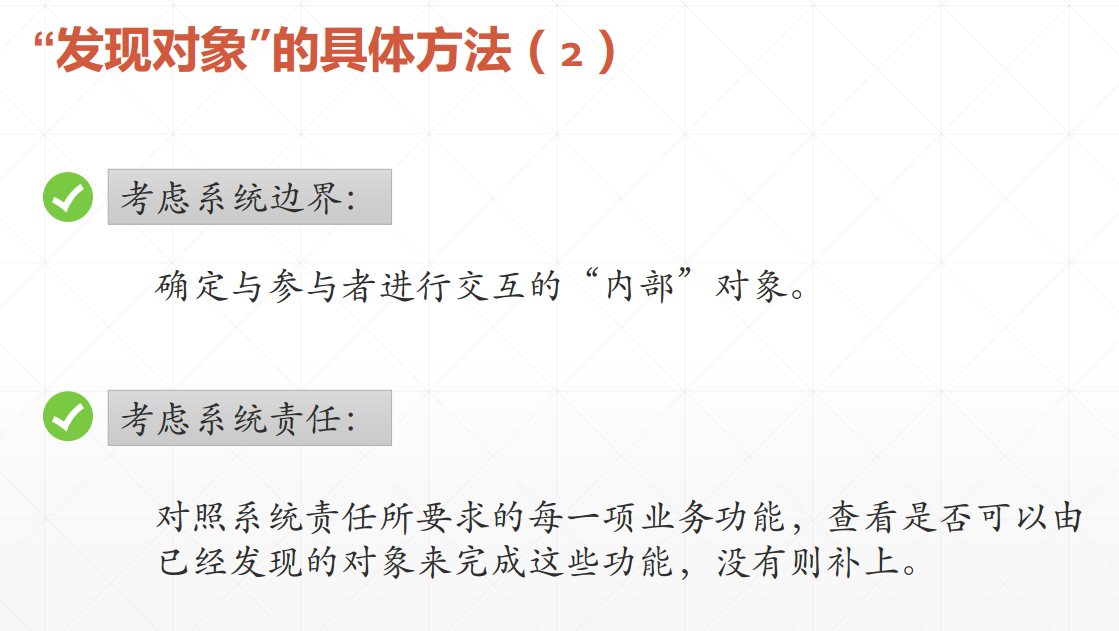 “发现对象”的具体方法（2）
考虑系统边界：
确定与参与者进行交互的“内部”对象。
考虑系统责任：
对照系统责任所要求的每一项业务功能，查看是否可以由
已经发现的对象来完成这些功能，没有则补上。